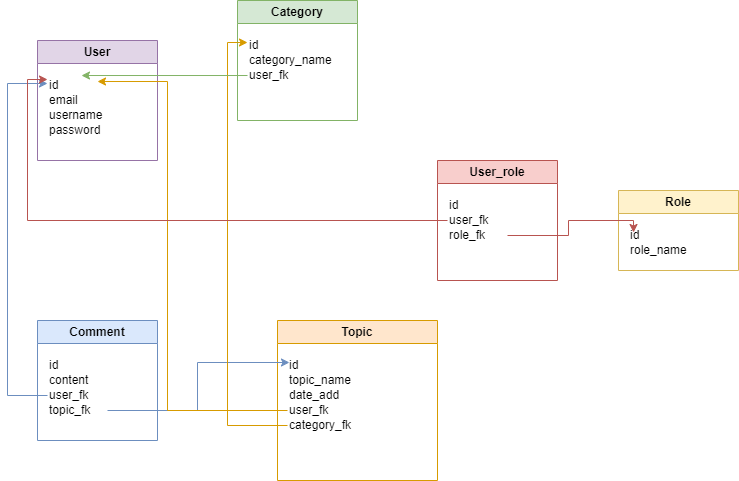 Category
id
category_name
user_fk
User
id
email
username
password
User_role
id
user_fk
role_fk
Role
id
role_name
Comment
id
content
user_fk
topic_fk
Topic
id
topic_name
date_add
user_fk
category_fk